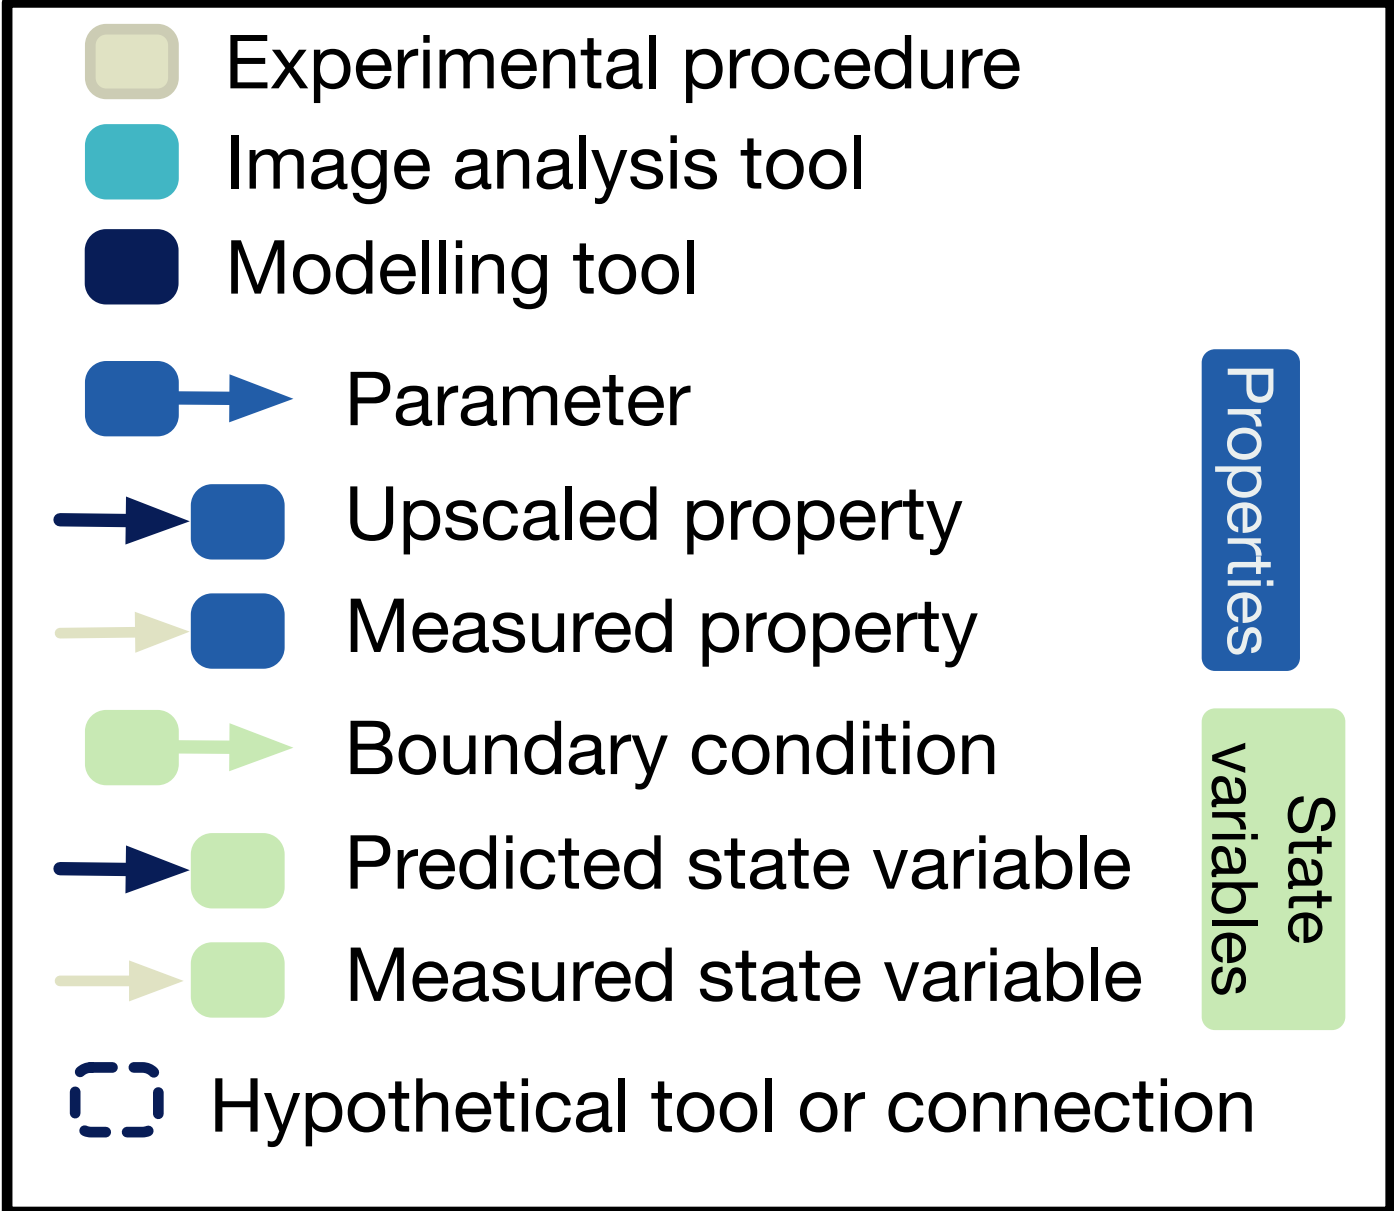 Experimental procedure
Image analysis tool
Modelling tool
Parameter
Upscaled property
Measured property
Properties
Boundary condition
Predicted state variable
Measured state variable
State
variables
Hypothetical tool or connection